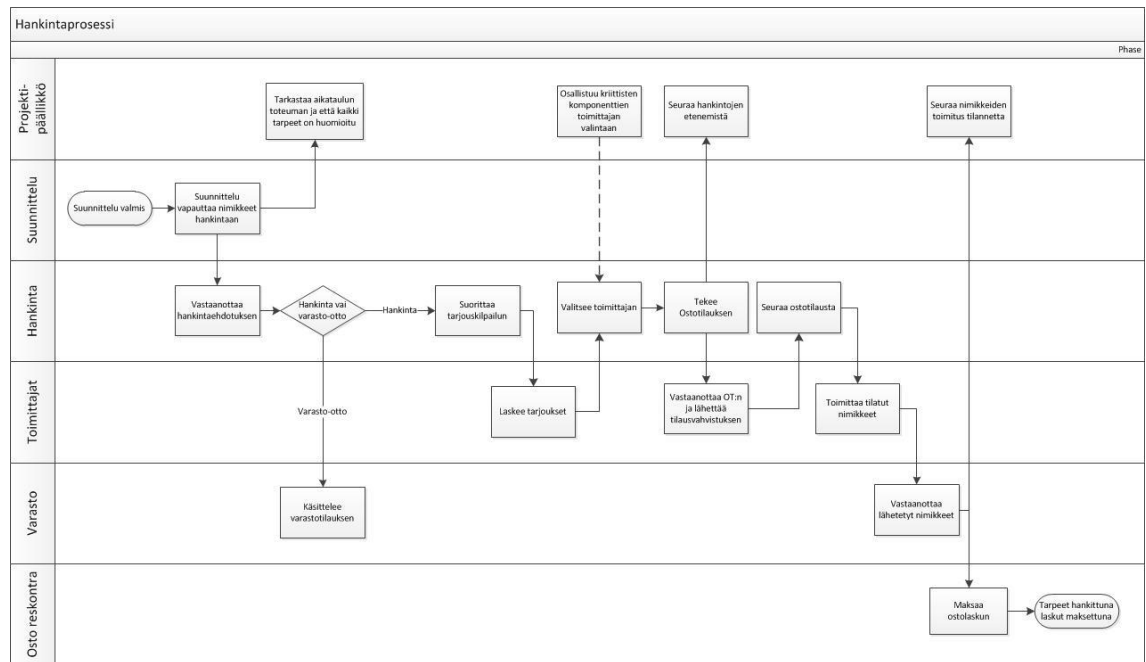 Hankintaprosessi
Phase
Projekti-
päällikkö
Tarkastaa aikataulun
toteuman ja että kaikki
tarpeet on huomioitu
Osallistuu kriittisten
komponenttien
toimittajan
valintaan
Seuraa
hankintojen
etenemistä
Seuraa nimikkeiden
toimitus tilannetta
Suunnittelu
Suunnittelu valmis
Suunnittelu
vapauttaa nimikkeet
hankintaan
Hankinta
Vastaanottaa
hankintaehdotuksen
Hankinta vai
varasto-otto
Hankinta
Suorittaa
tarjouskilpailun
Valitsee toimittajan
Tekee
Ostotilauksen
Seuraa ostotilausta
Toimittajat
Varasto-otto
Laskee tarjoukset
Vastaanottaa OT:n
ja lähettää
tilausvahvistuksen
Toimittaa tilatut
nimikkeet
Varasto
Käsittelee
varastotilauksen
Vastaanottaa
lähetetyt nimikkeet
Osto reskontra
Maksaa
ostolaskun
Tarpeet hankittuna
laskut maksettuna